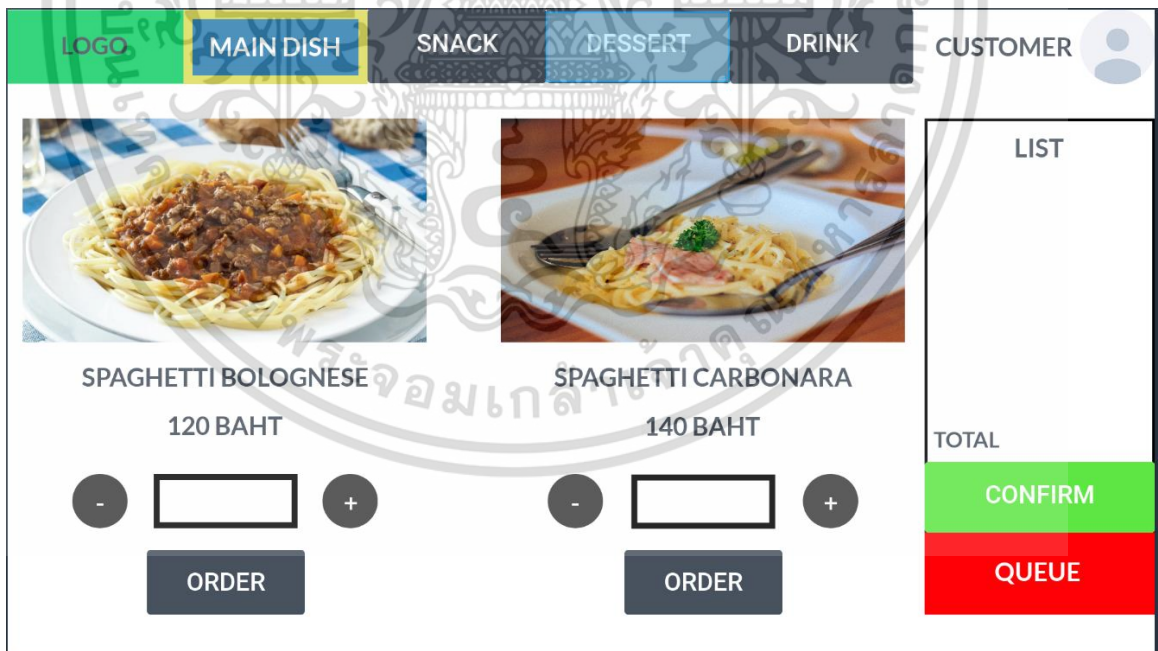 LOGO
MAIN DISH
SNACK
DESSERT
DRINK
CUSTOMER
LIST
SPAGHETTI BOLOGNESE
120 BAHT
SPAGHETTI CARBONARA
140 BAHT
TOTAL
-
+
-
+
CONFIRM
ORDER
ORDER
QUEUE